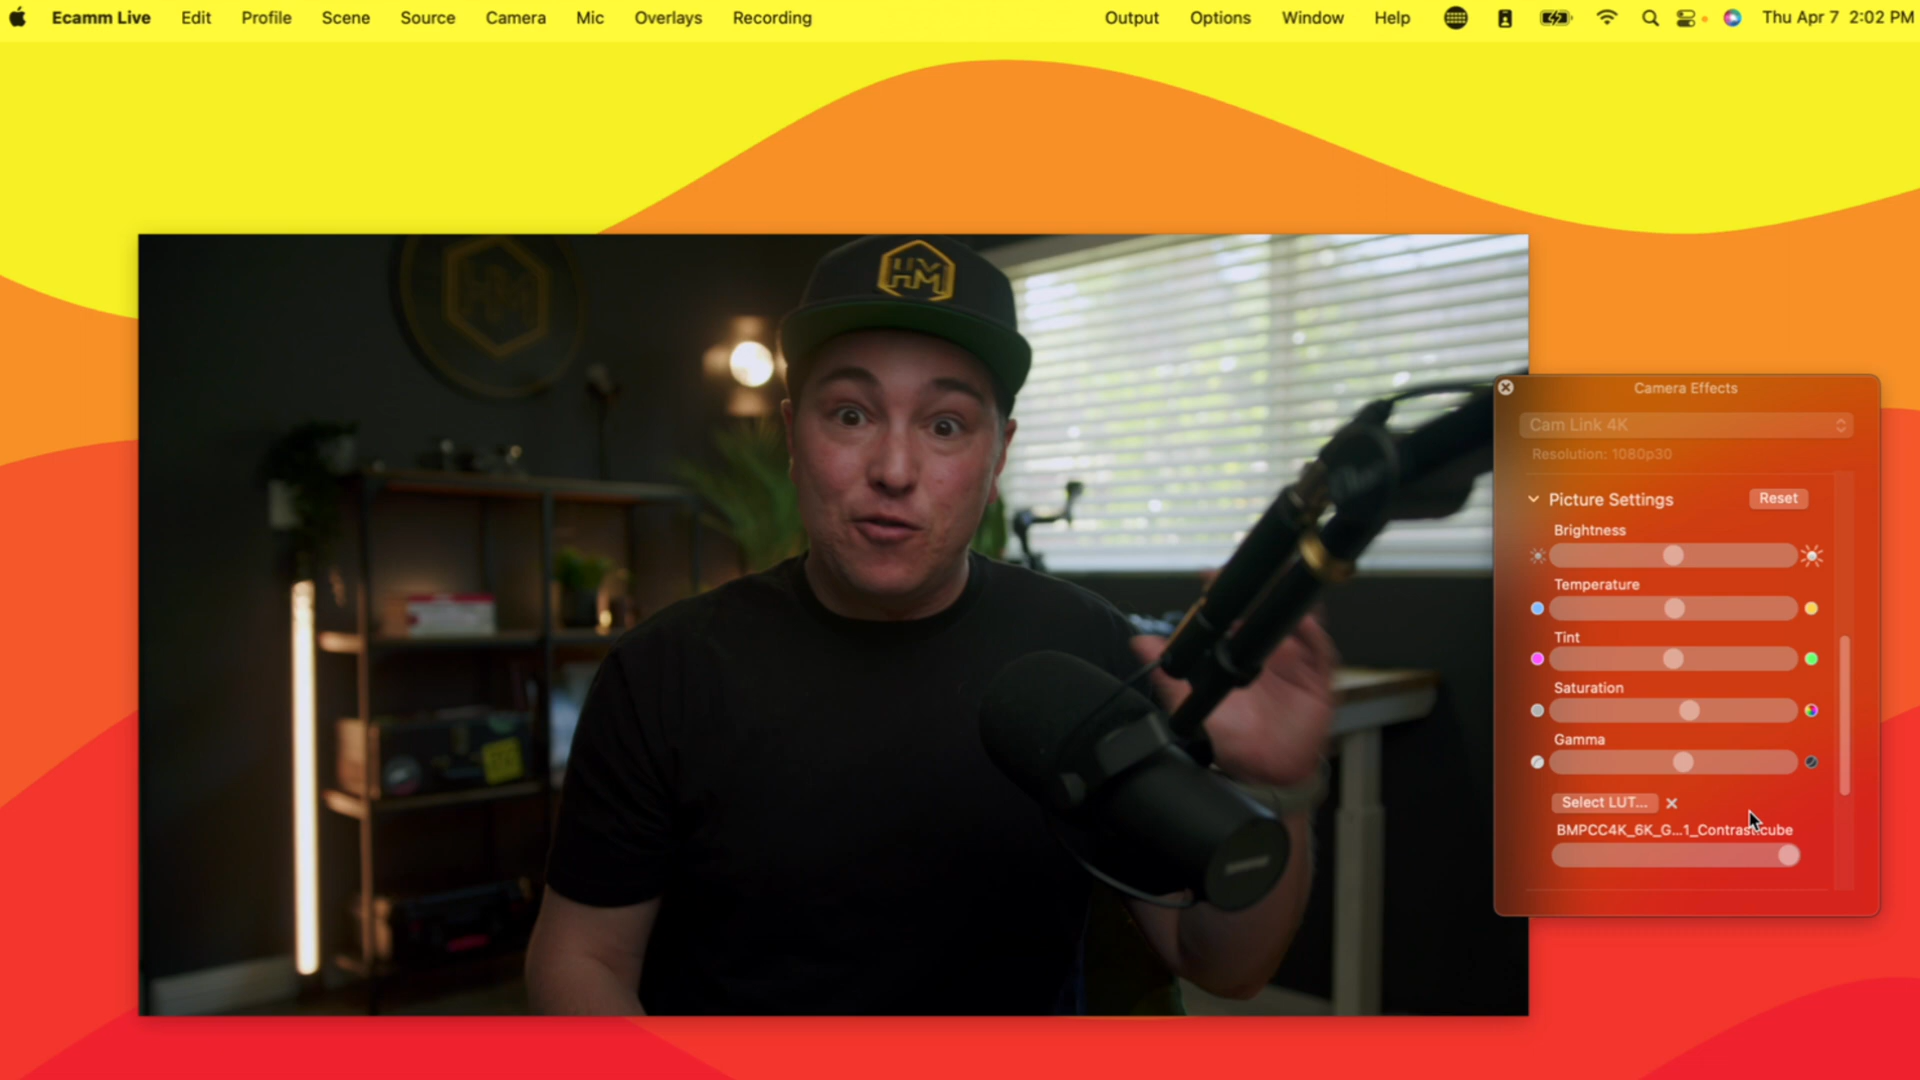 Ecamm Live Edit Profile Scene Source Camera Mic Overlays Recording Output Options Window Help Thu Apr 7 2:02 PM
HM
HM
Camera Effects
Cam Link 4K
Resolution: 1080p30
Picture Settings Reset
Brightness
Temperature
Tint
Saturation
Gamma
Select LUT...
BMPCC4K_6K_G...1_Contrast.cube